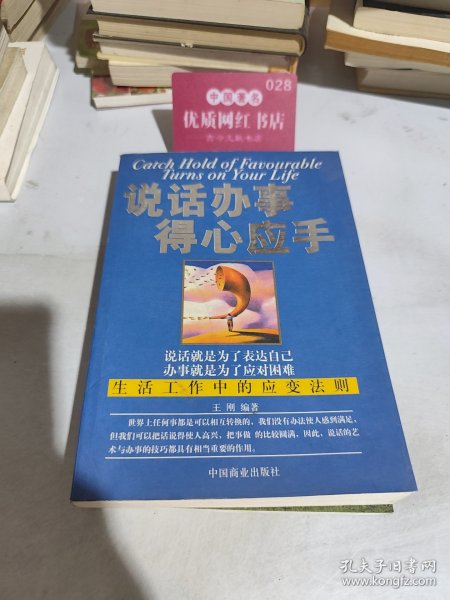 028
中国著名
优质网红书店
古今文献书店
Catch Hold of Favourable
Turns on Your Life
说话办事
得心应手
说话就是为了表达自己
办事就是为了应对困难
生活工作中的应变法则
王刚 编著
世界上任何事都是可以相互转换的，我们没有办法使人感到满足，
但我们可以把话说得使人高兴，把事做 的比较圆满，因此，说话的艺
术与办事的技巧都具有相当重要的作用。
中国商业出版社
孔夫子旧书网
www.kongfz.com